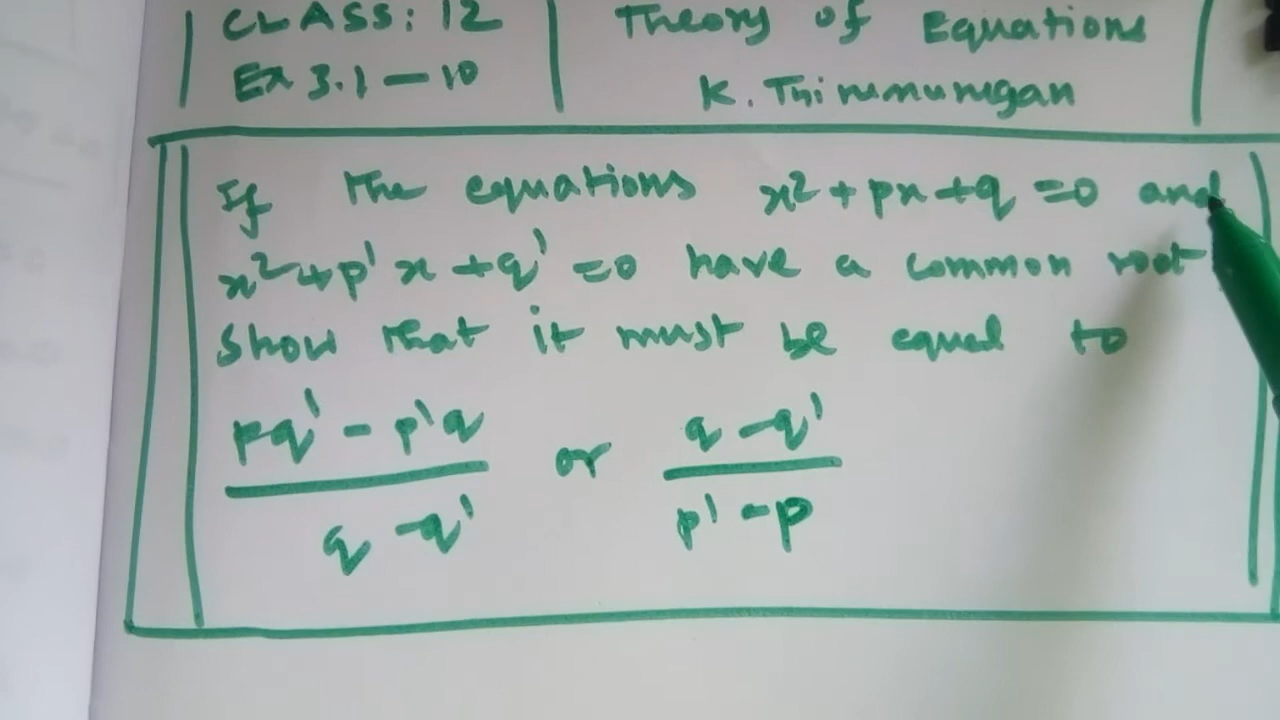 CLASS: 12
Ex 3.1 — 10
Theory of Equations
K. Thirumurugan
If the equations x² + px + q = 0 and
x² + p'x + q' = 0 have a common root
Show that it must be equal to
pq' - p'q / q - q' or q - q' / p' - p